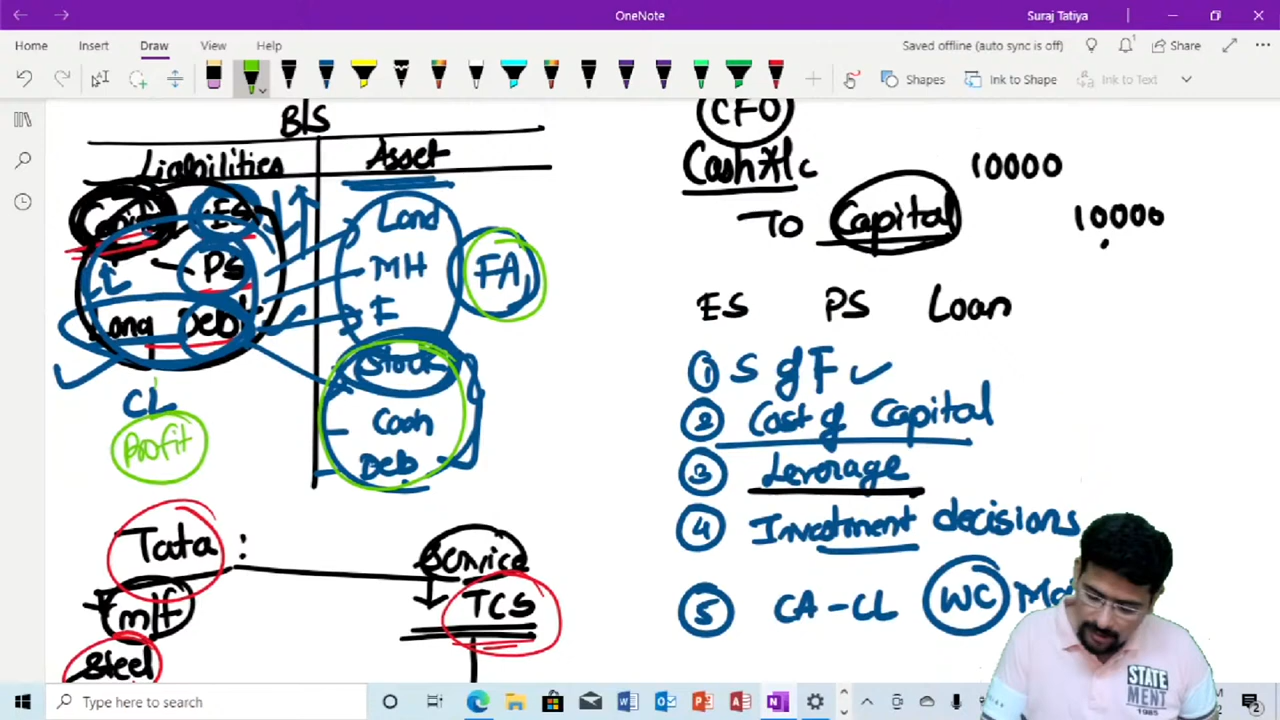 OneNote
Suraj Tatiya
Home Insert Draw View Help
Saved offline (auto sync is off)
Share
Shapes
Ink to Shape
Ink to Text
B/S
Liabilities
Asset
ES
PS
Long Debt
CL
Profit
Land
MH
F
FA
Stock
Cash
Deb
Tata :
Steel
Service
TCS
CFO
Cash A/c 10000
To Capital 10000
ES PS Loan
① S of F ✓
② Cost of Capital
③ Leverage
④ Investment decisions
⑤ CA - CL WC
Type here to search
STATE
MENT
1985